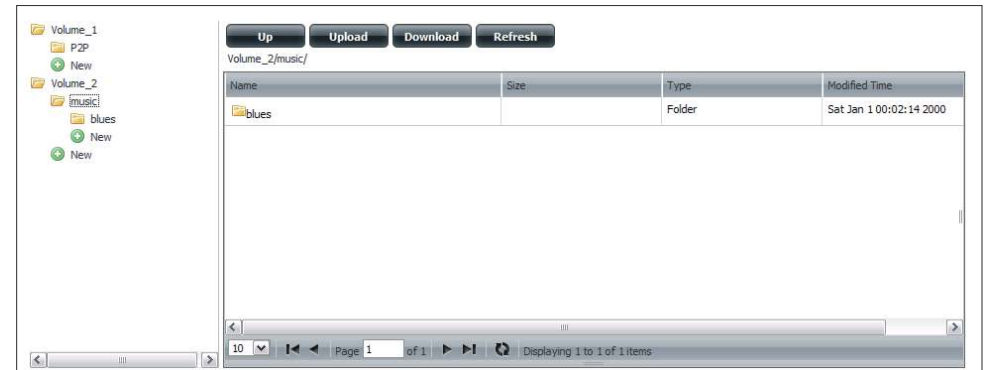 Volume_1
P2P
New
Volume_2
music
blues
New
New
Up Upload Download Refresh
Volume_2/music/
Name Size Type Modified Time
blues Folder Sat Jan 1 00:02:14 2000
10 Page 1 of 1 Displaying 1 to 1 of 1 items